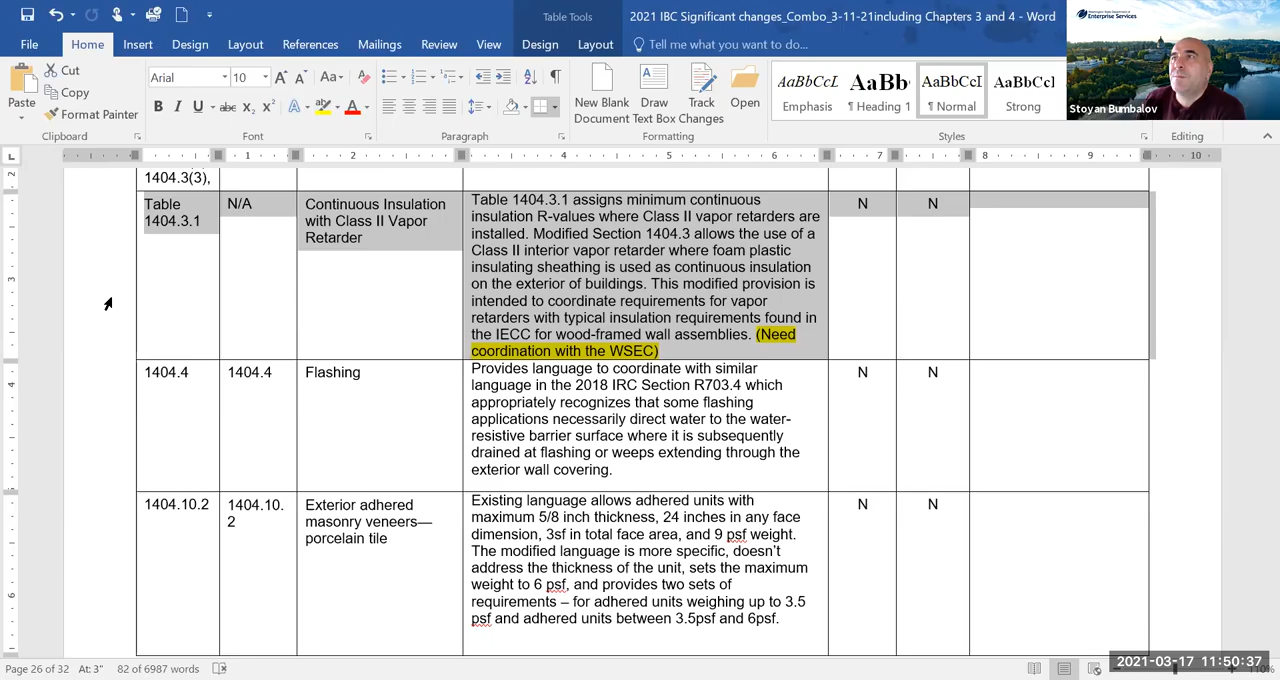 2021 IBC Significant changes_Combo_3-11-21including Chapters 3 and 4 - Word
Table Tools
File Home Insert Design Layout References Mailings Review View Design Layout Tell me what you want to do...
Enterprise Services
Stoyan Bumbalov
Paste
Cut
Copy
Format Painter
Arial 10
New Blank Document
Draw Text Box
Track Changes
Open
AaBbCcL Emphasis
AaBb ¶ Heading 1
AaBbCcI ¶ Normal
AaBbCcI Strong
Clipboard Font Paragraph Formatting Styles Editing
1 2 4 5 6 7 8 9 10
2
3
4
5
6
1404.3(3),
Table
1404.3.1
N/A
Continuous Insulation
with Class II Vapor
Retarder
Table 1404.3.1 assigns minimum continuous
insulation R-values where Class II vapor retarders are
installed. Modified Section 1404.3 allows the use of a
Class II interior vapor retarder where foam plastic
insulating sheathing is used as continuous insulation
on the exterior of buildings. This modified provision is
intended to coordinate requirements for vapor
retarders with typical insulation requirements found in
the IECC for wood-framed wall assemblies. (Need
coordination with the WSEC)
N
N
1404.4
1404.4
Flashing
Provides language to coordinate with similar
language in the 2018 IRC Section R703.4 which
appropriately recognizes that some flashing
applications necessarily direct water to the water-
resistive barrier surface where it is subsequently
drained at flashing or weeps extending through the
exterior wall covering.
N
N
1404.10.2
1404.10.
2
Exterior adhered
masonry veneers—
porcelain tile
Existing language allows adhered units with
maximum 5/8 inch thickness, 24 inches in any face
dimension, 3sf in total face area, and 9 psf weight.
The modified language is more specific, doesn't
address the thickness of the unit, sets the maximum
weight to 6 psf, and provides two sets of
requirements – for adhered units weighing up to 3.5
psf and adhered units between 3.5psf and 6psf.
N
N
Page 26 of 32 At: 3" 82 of 6987 words
2021-03-17 11:50:37